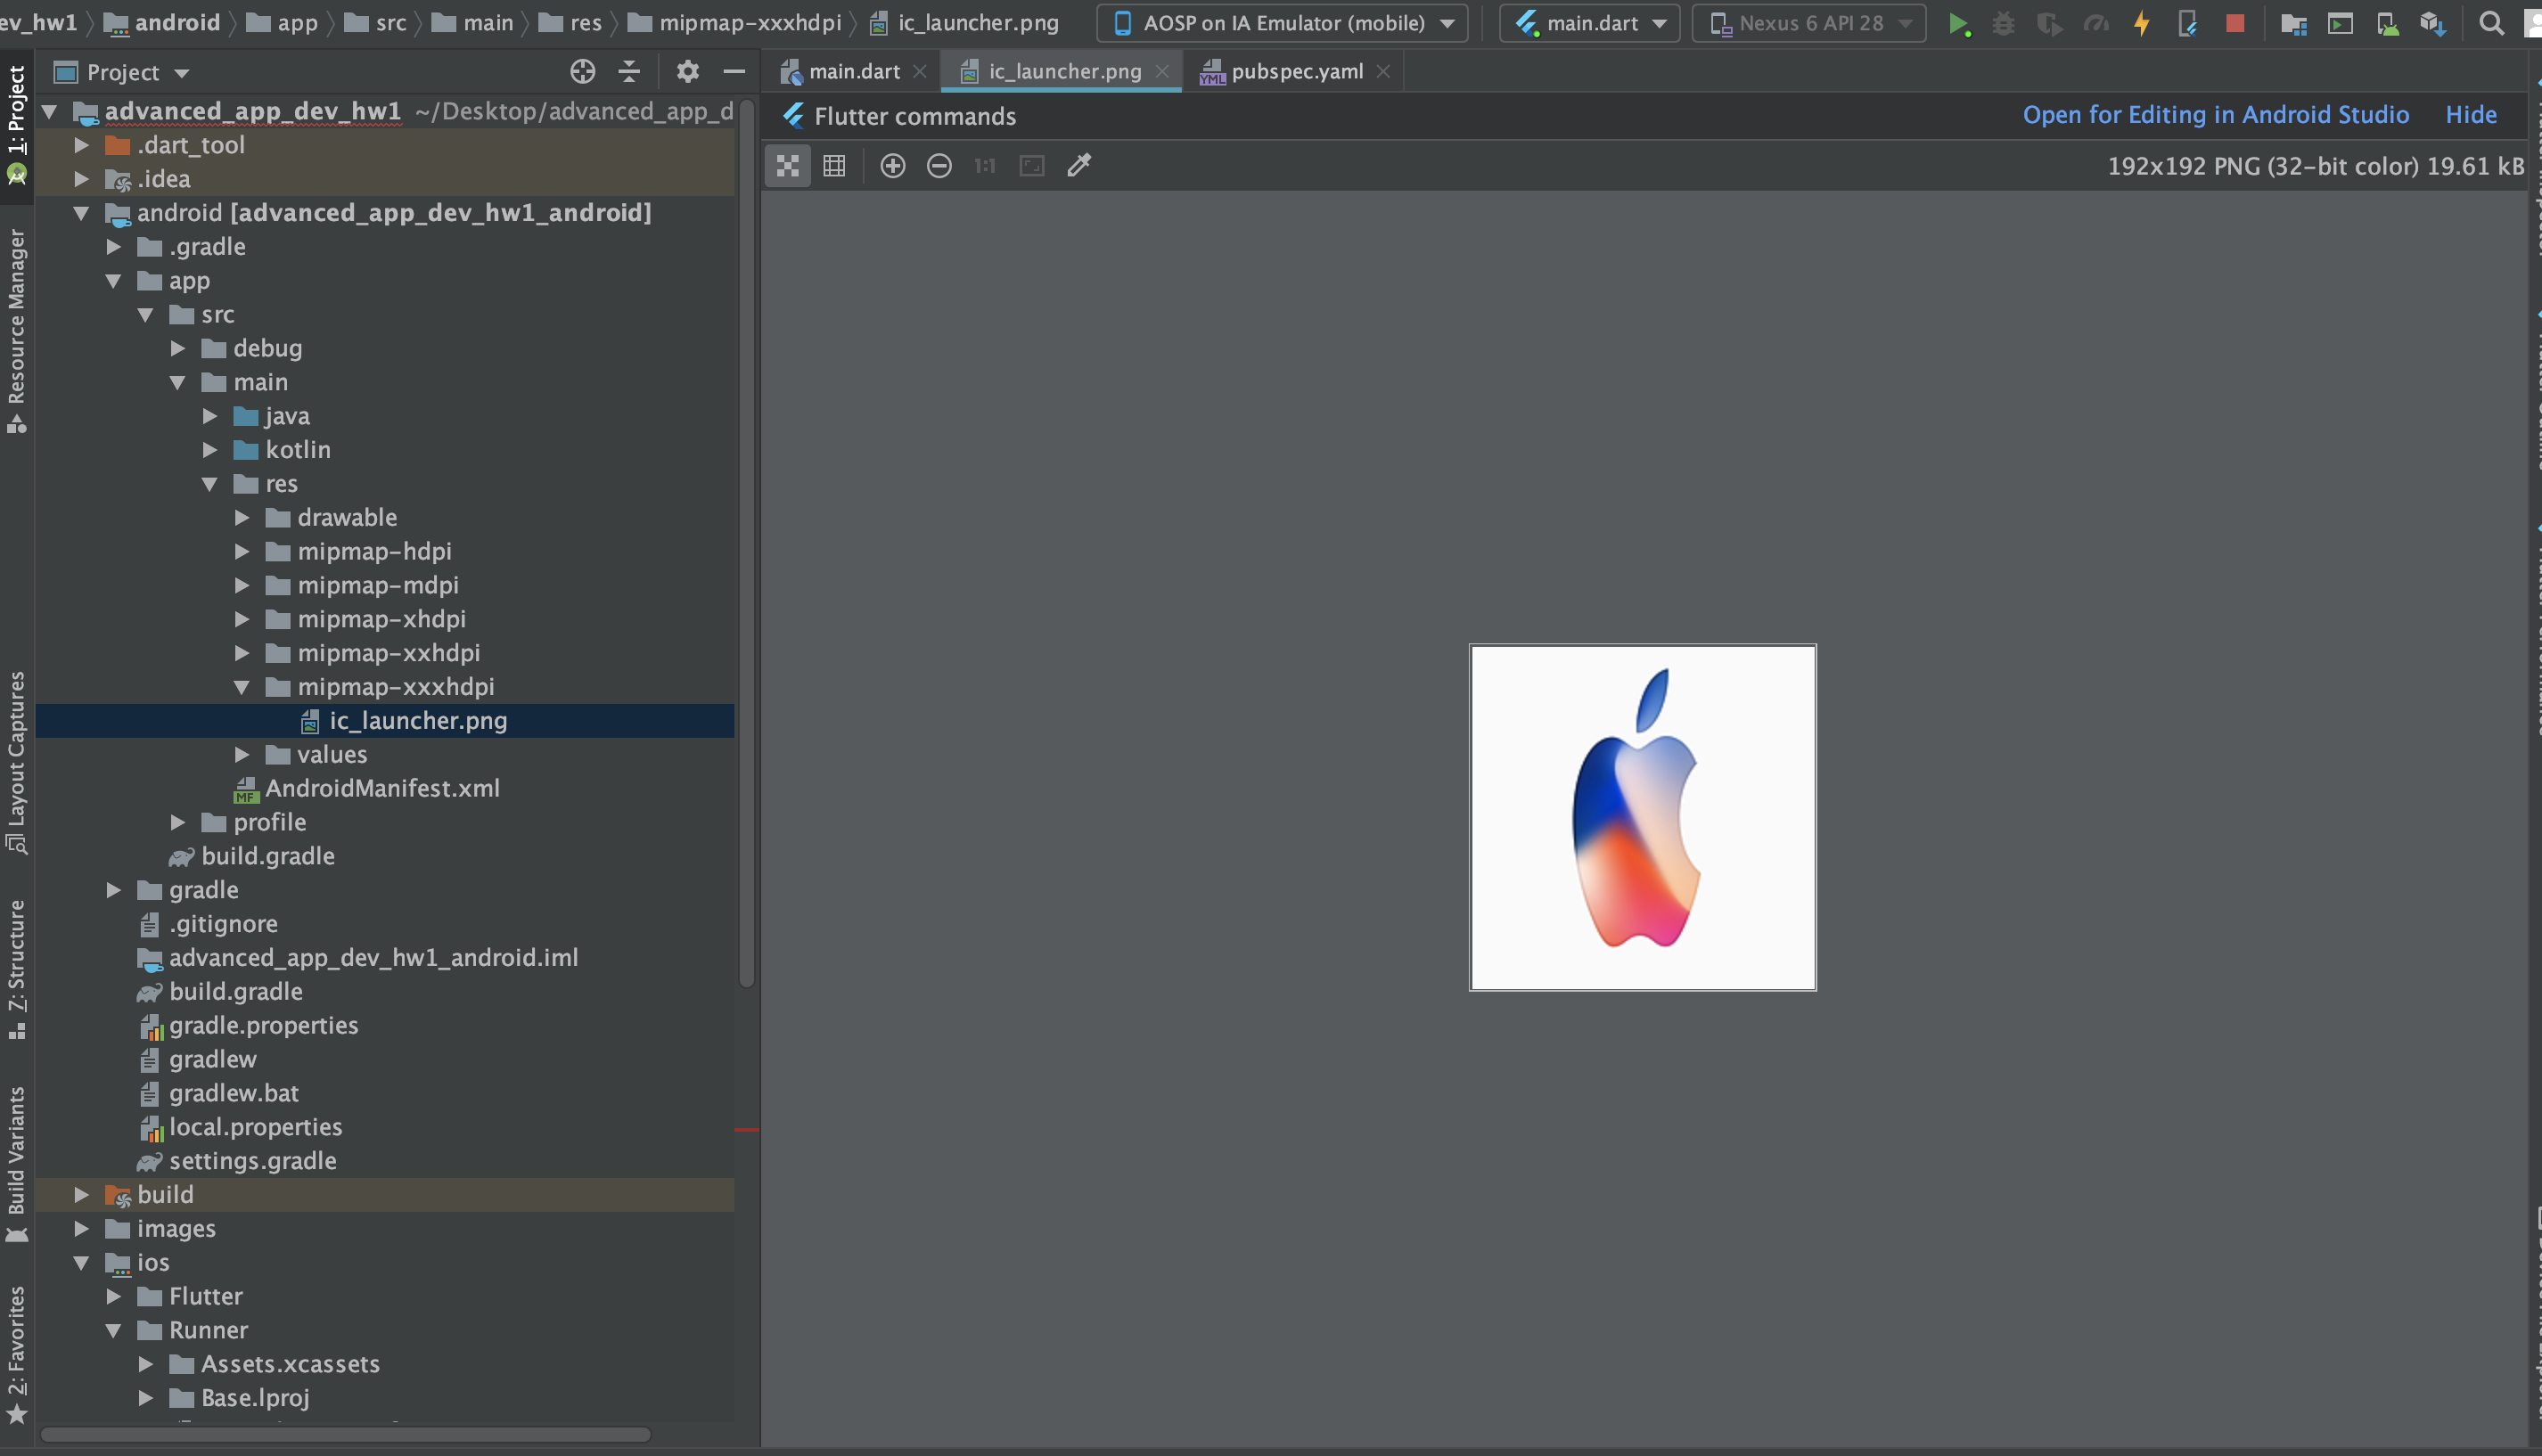 ev_hw1 android app src main res mipmap-xxxhdpi ic_launcher.png AOSP on IA Emulator (mobile) main.dart Nexus 6 API 28
1: Project
Resource Manager
Layout Captures
7: Structure
Build Variants
2: Favorites
Project
advanced_app_dev_hw1 ~/Desktop/advanced_app_d
.dart_tool
.idea
android [advanced_app_dev_hw1_android]
.gradle
app
src
debug
main
java
kotlin
res
drawable
mipmap-hdpi
mipmap-mdpi
mipmap-xhdpi
mipmap-xxhdpi
mipmap-xxxhdpi
ic_launcher.png
values
MF AndroidManifest.xml
profile
build.gradle
gradle
.gitignore
advanced_app_dev_hw1_android.iml
build.gradle
gradle.properties
gradlew
gradlew.bat
local.properties
settings.gradle
build
images
ios
Flutter
Runner
Assets.xcassets
Base.lproj
main.dart ic_launcher.png YML pubspec.yaml
Flutter commands Open for Editing in Android Studio Hide
1:1 192x192 PNG (32-bit color) 19.61 kB